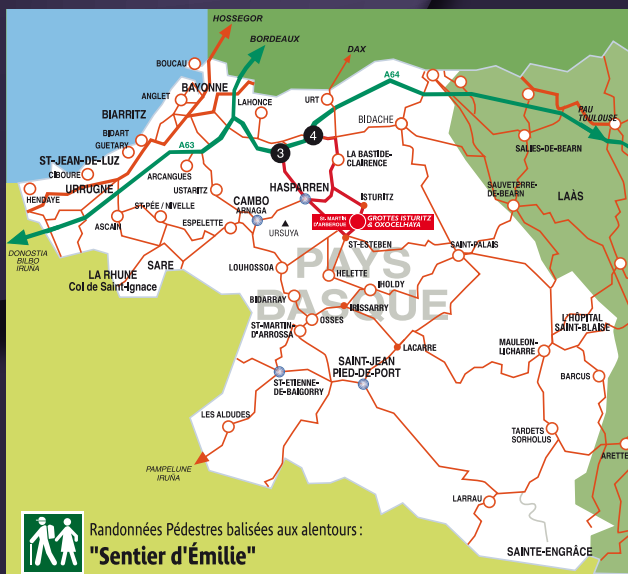 HOSSEGOR
BORDEAUX
DAX
BOUCAU
A64
BAYONNE
ANGLET
LAHONCE
URT
PAU
TOULOUSE
BIARRITZ
BIDACHE
BIDART
GUETARY
A63
4
SALIES-DE-BEARN
3
ST-JEAN-DE-LUZ
LA BASTIDE-
CLAIRENCE
CIBOURE
ARCANGUES
HENDAYE
URRUGNE
USTARITZ
HASPARREN
SAUVETERRE-
DE-BEARN
LAÀS
ISTURITZ
CAMBO
ARNAGA
ST-PÉE / NIVELLE
ASCAIN
ESPELETTE
URSUYA
St. MARTIN
D'ARBEROUE
GROTTES ISTURITZ
& OXOCELHAYA
ST-ESTEBEN
SAINT-PALAIS
DONOSTIA
BILBO
IRUNA
SARE
LA RHUNE
Col de Saint-Ignace
LOUHOSSOA
PAYS
BASQUE
HELETTE
IHOLDY
BIDARRAY
IRISSARRY
OSSES
ST-MARTIN
D'ARROSSA
L'HÔPITAL
SAINT-BLAISE
LACARRE
MAULEON-
LICHARRE
SAINT-JEAN
PIED-DE-PORT
BARCUS
ST-ETIENNE-
DE-BAIGORRY
LES ALDUDES
TARDETS
SORHOLUS
ARETTE
PAMPELUNE
IRUÑA
LARRAU
SAINTE-ENGRÂCE
Randonnées Pédestres balisées aux alentours :
"Sentier d'Émilie"